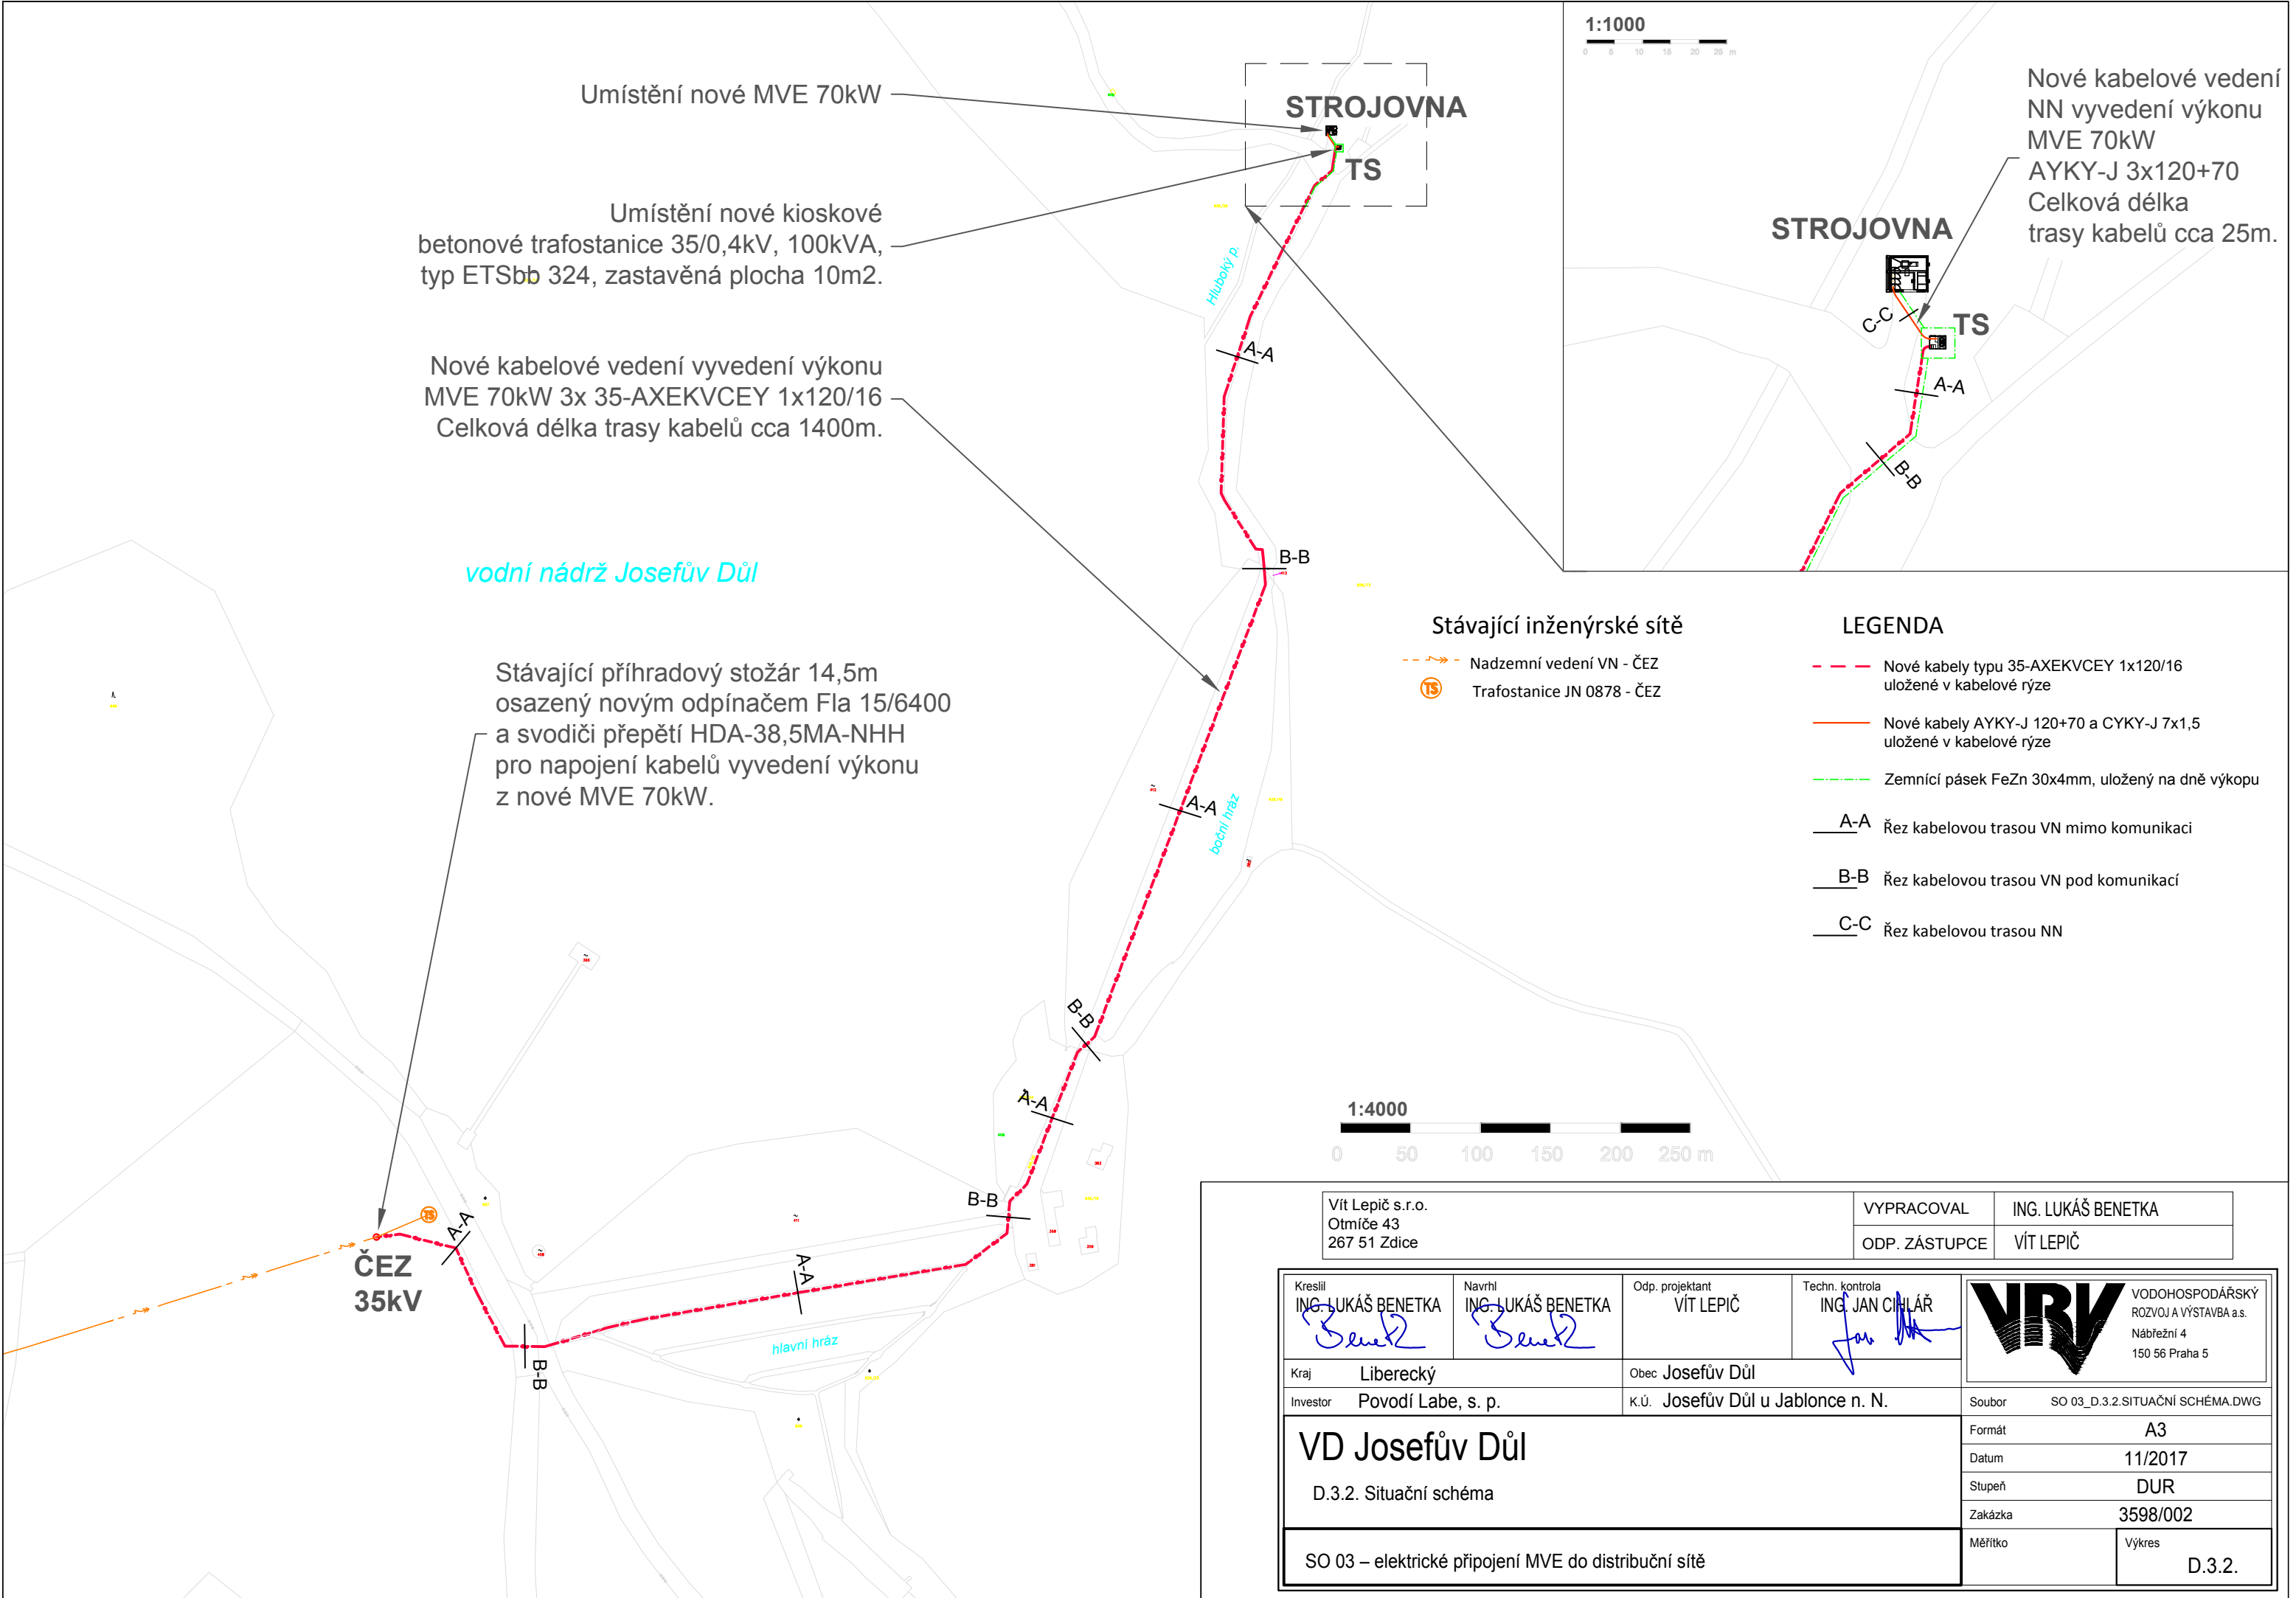 Umístění nové MVE 70kW
STROJOVNA
TS
Umístění nové kioskové
betonové trafostanice 35/0,4kV, 100kVA,
typ ETSbb 324, zastavěná plocha 10m2.
Hluboký p.
Nové kabelové vedení vyvedení výkonu
MVE 70kW 3x 35-AXEKVCEY 1x120/16
Celková délka trasy kabelů cca 1400m.
A-A
B-B
vodní nádrž Josefův Důl
Stávající příhradový stožár 14,5m
osazený novým odpínačem Fla 15/6400
a svodiči přepětí HDA-38,5MA-NHH
pro napojení kabelů vyvedení výkonu
z nové MVE 70kW.
A-A
boční hráz
B-B
A-A
B-B
A-A
A-A
B-B
hlavní hráz
TS
ČEZ
35kV
1:1000
0 5 10 15 20 25 m
Nové kabelové vedení
NN vyvedení výkonu
MVE 70kW
AYKY-J 3x120+70
Celková délka
trasy kabelů cca 25m.
STROJOVNA
C-C
TS
A-A
B-B
Stávající inženýrské sítě
Nadzemní vedení VN - ČEZ
TS Trafostanice JN 0878 - ČEZ
LEGENDA
Nové kabely typu 35-AXEKVCEY 1x120/16
uložené v kabelové rýze
Nové kabely AYKY-J 120+70 a CYKY-J 7x1,5
uložené v kabelové rýze
Zemnící pásek FeZn 30x4mm, uložený na dně výkopu
A-A Řez kabelovou trasou VN mimo komunikaci
B-B Řez kabelovou trasou VN pod komunikací
C-C Řez kabelovou trasou NN
1:4000
0 50 100 150 200 250 m
Vít Lepič s.r.o.
Otmíče 43
267 51 Zdice
VYPRACOVAL ING. LUKÁŠ BENETKA
ODP. ZÁSTUPCE VÍT LEPIČ
Kreslil
ING. LUKÁŠ BENETKA
Navrhl
ING. LUKÁŠ BENETKA
Odp. projektant
VÍT LEPIČ
Techn. kontrola
ING. JAN CIHLÁŘ
VRV
VODOHOSPODÁŘSKÝ
ROZVOJ A VÝSTAVBA a.s.
Nábřežní 4
150 56 Praha 5
Kraj Liberecký
Obec Josefův Důl
Investor Povodí Labe, s. p.
K.Ú. Josefův Důl u Jablonce n. N.
Soubor SO 03_D.3.2.SITUAČNÍ SCHÉMA.DWG
VD Josefův Důl
D.3.2. Situační schéma
Formát A3
Datum 11/2017
Stupeň DUR
Zakázka 3598/002
SO 03 – elektrické připojení MVE do distribuční sítě
Měřítko
Výkres
D.3.2.